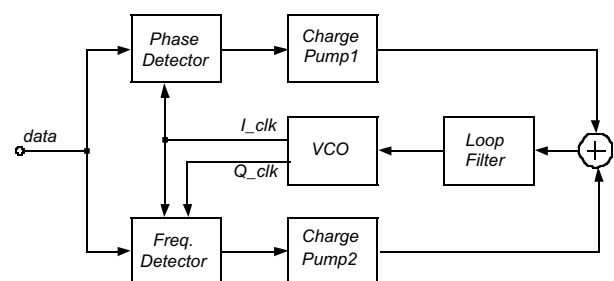 Phase
Detector
Charge
Pump1
data
I_clk
Q_clk
VCO
Loop
Filter
+
Freq.
Detector
Charge
Pump2